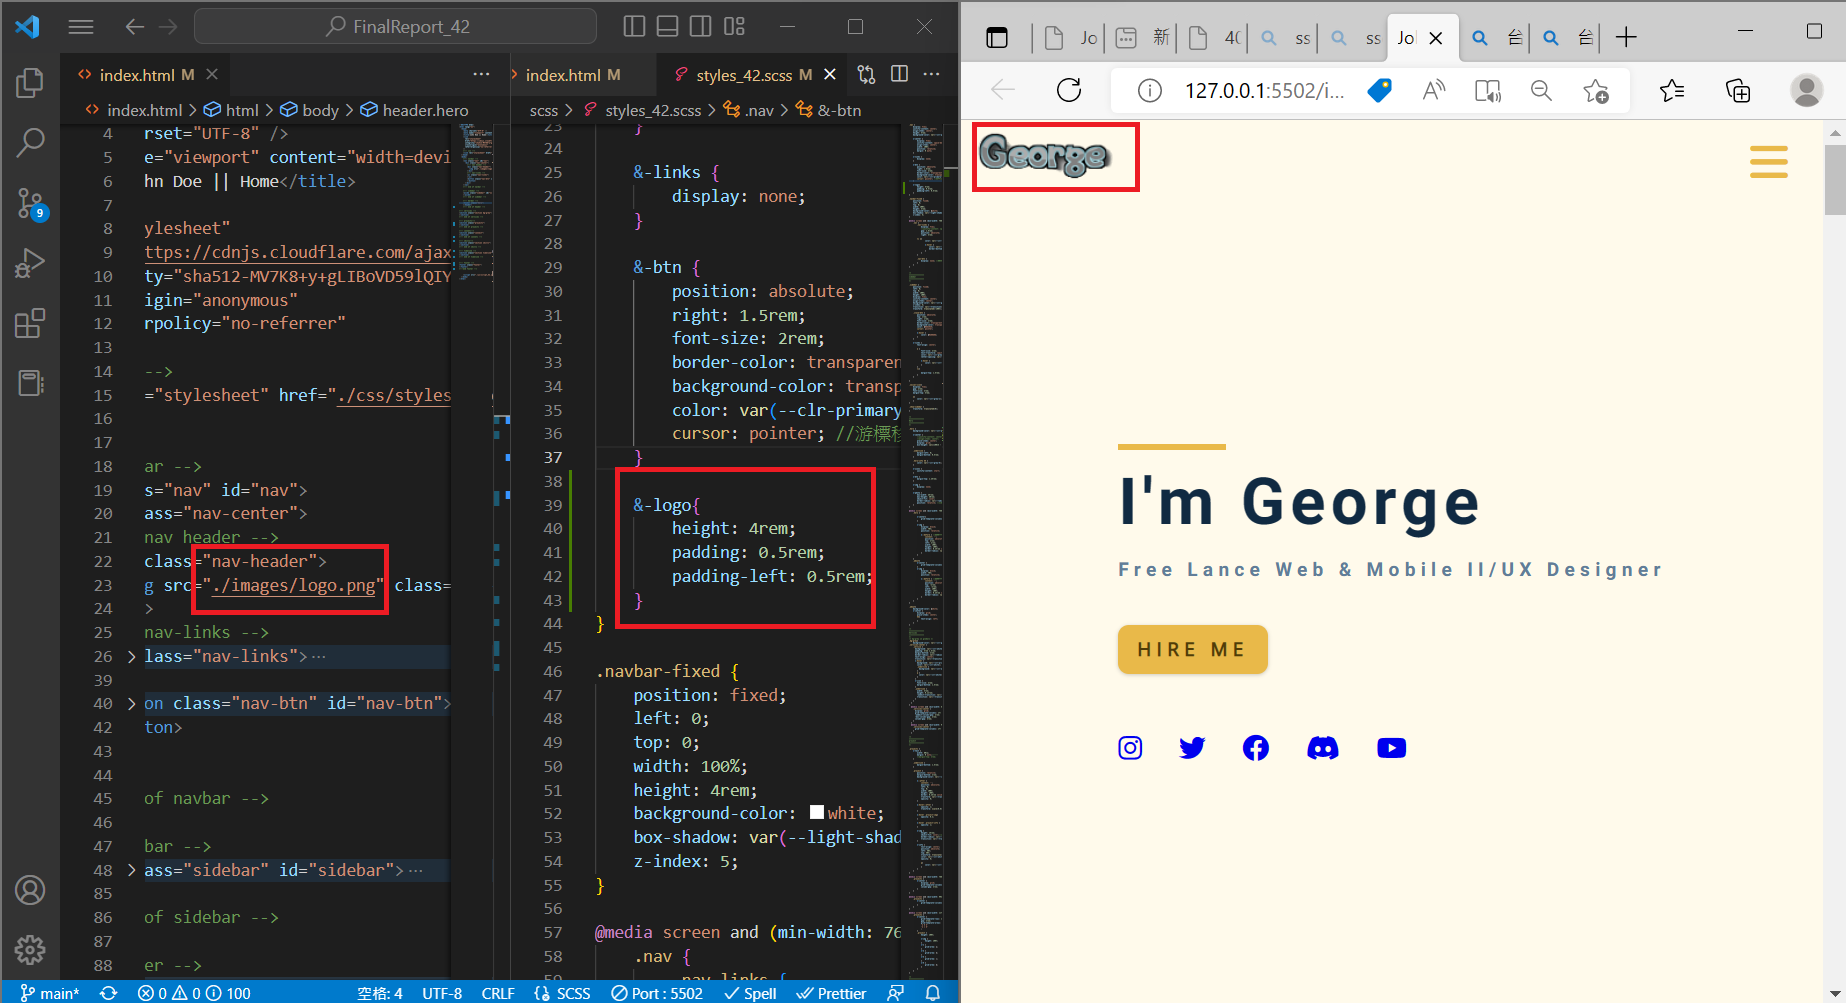 FinalReport_42
index.html M
index.html > html > body > header.hero
4 rset="UTF-8" />
5 e="viewport" content="width=devi
6 hn Doe || Home</title>
7
8 ylesheet"
9 ttps://cdnjs.cloudflare.com/ajax
10 ty="sha512-MV7K8+y+gLIBoVD59lQIY
11 igin="anonymous"
12 rpolicy="no-referrer"
13
14 -->
15 ="stylesheet" href="./css/styles
16
17
18 ar -->
19 s="nav" id="nav">
20 ass="nav-center">
21 nav header -->
22 class="nav-header">
23 g src="./images/logo.png" class=
24 >
25 nav-links -->
26 lass="nav-links">…
39
40 on class="nav-btn" id="nav-btn">
42 ton>
43
44
45 of navbar -->
46
47 bar -->
48 ass="sidebar" id="sidebar">…
85
86 of sidebar -->
87
88 er -->
index.html M
styles_42.scss M
scss > styles_42.scss > .nav > &-btn
23 }
24
25 &-links {
26 display: none;
27 }
28
29 &-btn {
30 position: absolute;
31 right: 1.5rem;
32 font-size: 2rem;
33 border-color: transparen
34 background-color: transp
35 color: var(--clr-primary
36 cursor: pointer; //游標移
37 }
38
39 &-logo{
40 height: 4rem;
41 padding: 0.5rem;
42 padding-left: 0.5rem;
43 }
44 }
45
46 .navbar-fixed {
47 position: fixed;
48 left: 0;
49 top: 0;
50 width: 100%;
51 height: 4rem;
52 background-color: white;
53 box-shadow: var(--light-shad
54 z-index: 5;
55 }
56
57 @media screen and (min-width: 76
58 .nav {
59 .nav-links {
9
main* 0 0 100
空格: 4 UTF-8 CRLF SCSS Port : 5502 Spell Prettier
Jo 新 40 ss ss Jol 台 台
127.0.0.1:5502/i...
George
I'm George
Free Lance Web & Mobile II/UX Designer
HIRE ME